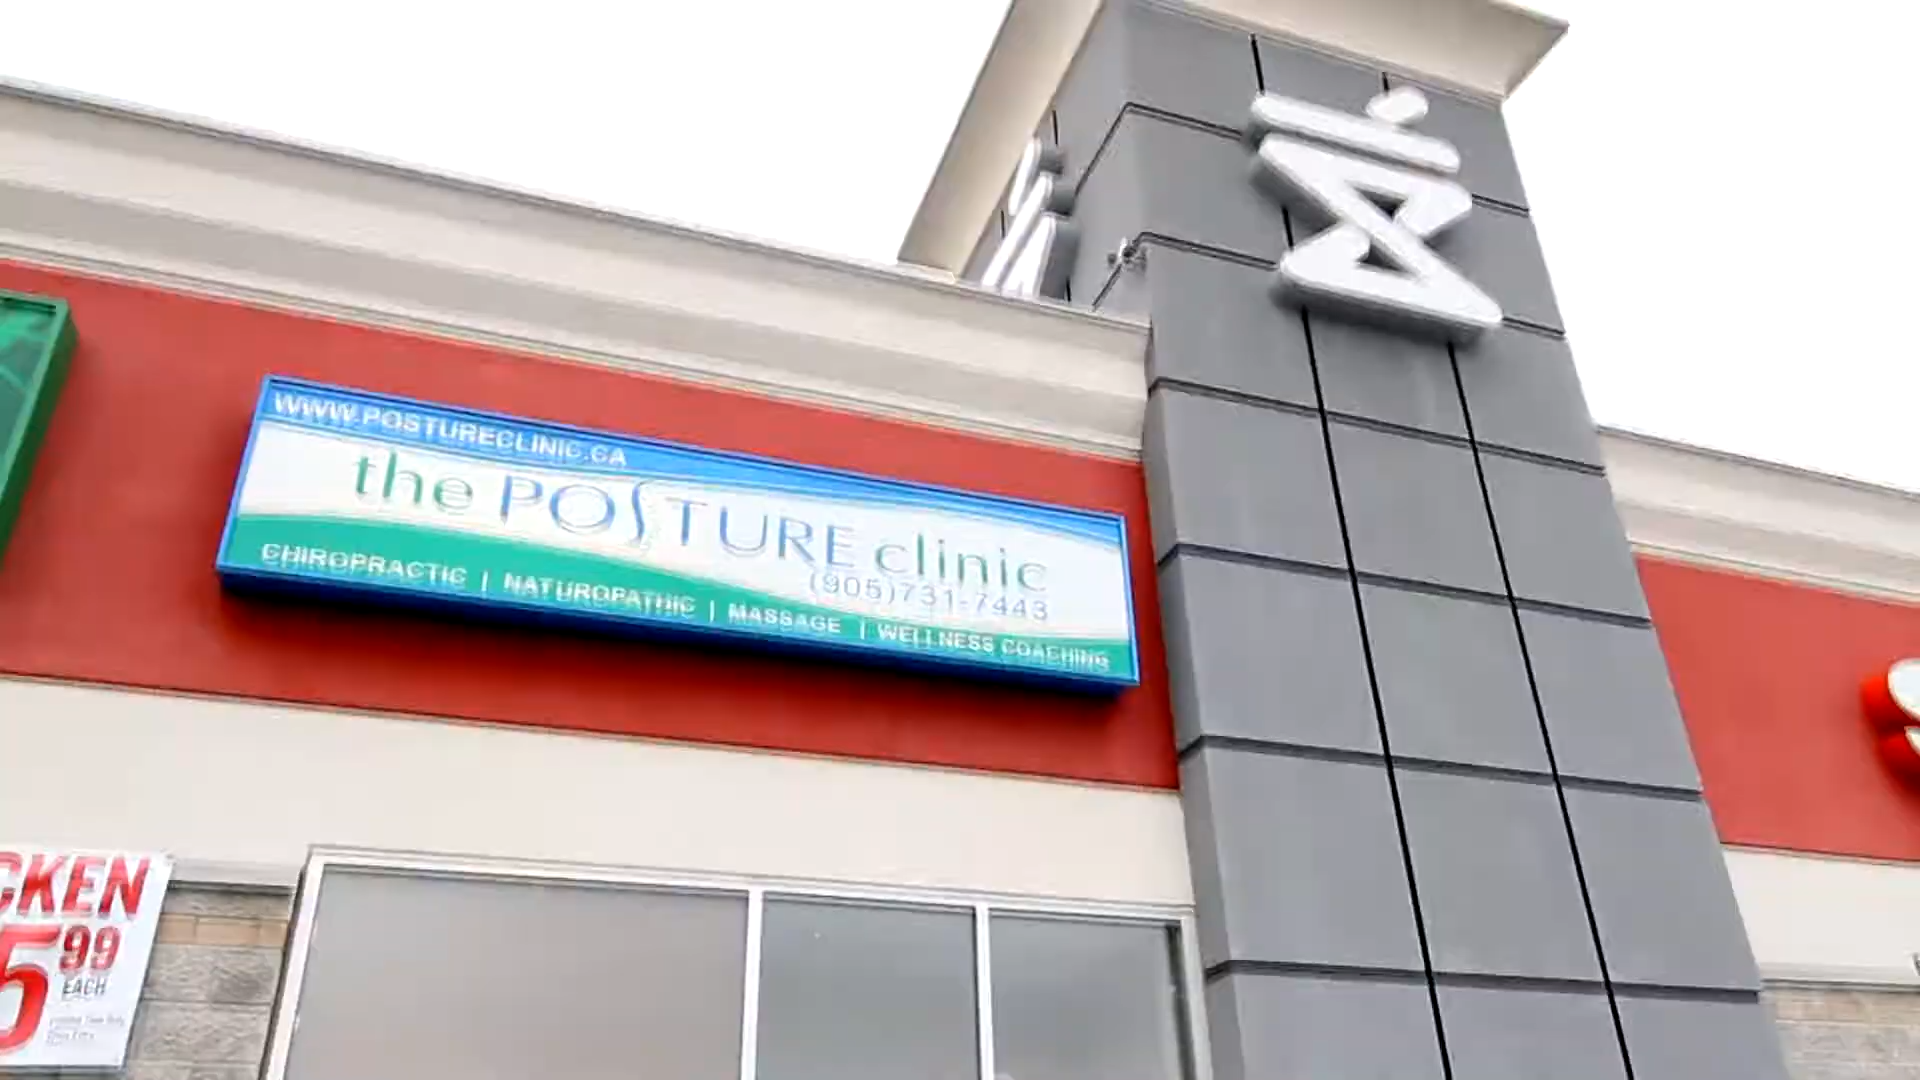 WWW.POSTURECLINIC.CA
the POSTURE clinic
(905)731-7443
CHIROPRACTIC | NATUROPATHIC | MASSAGE | WELLNESS COACHING
CKEN
5 99
EACH